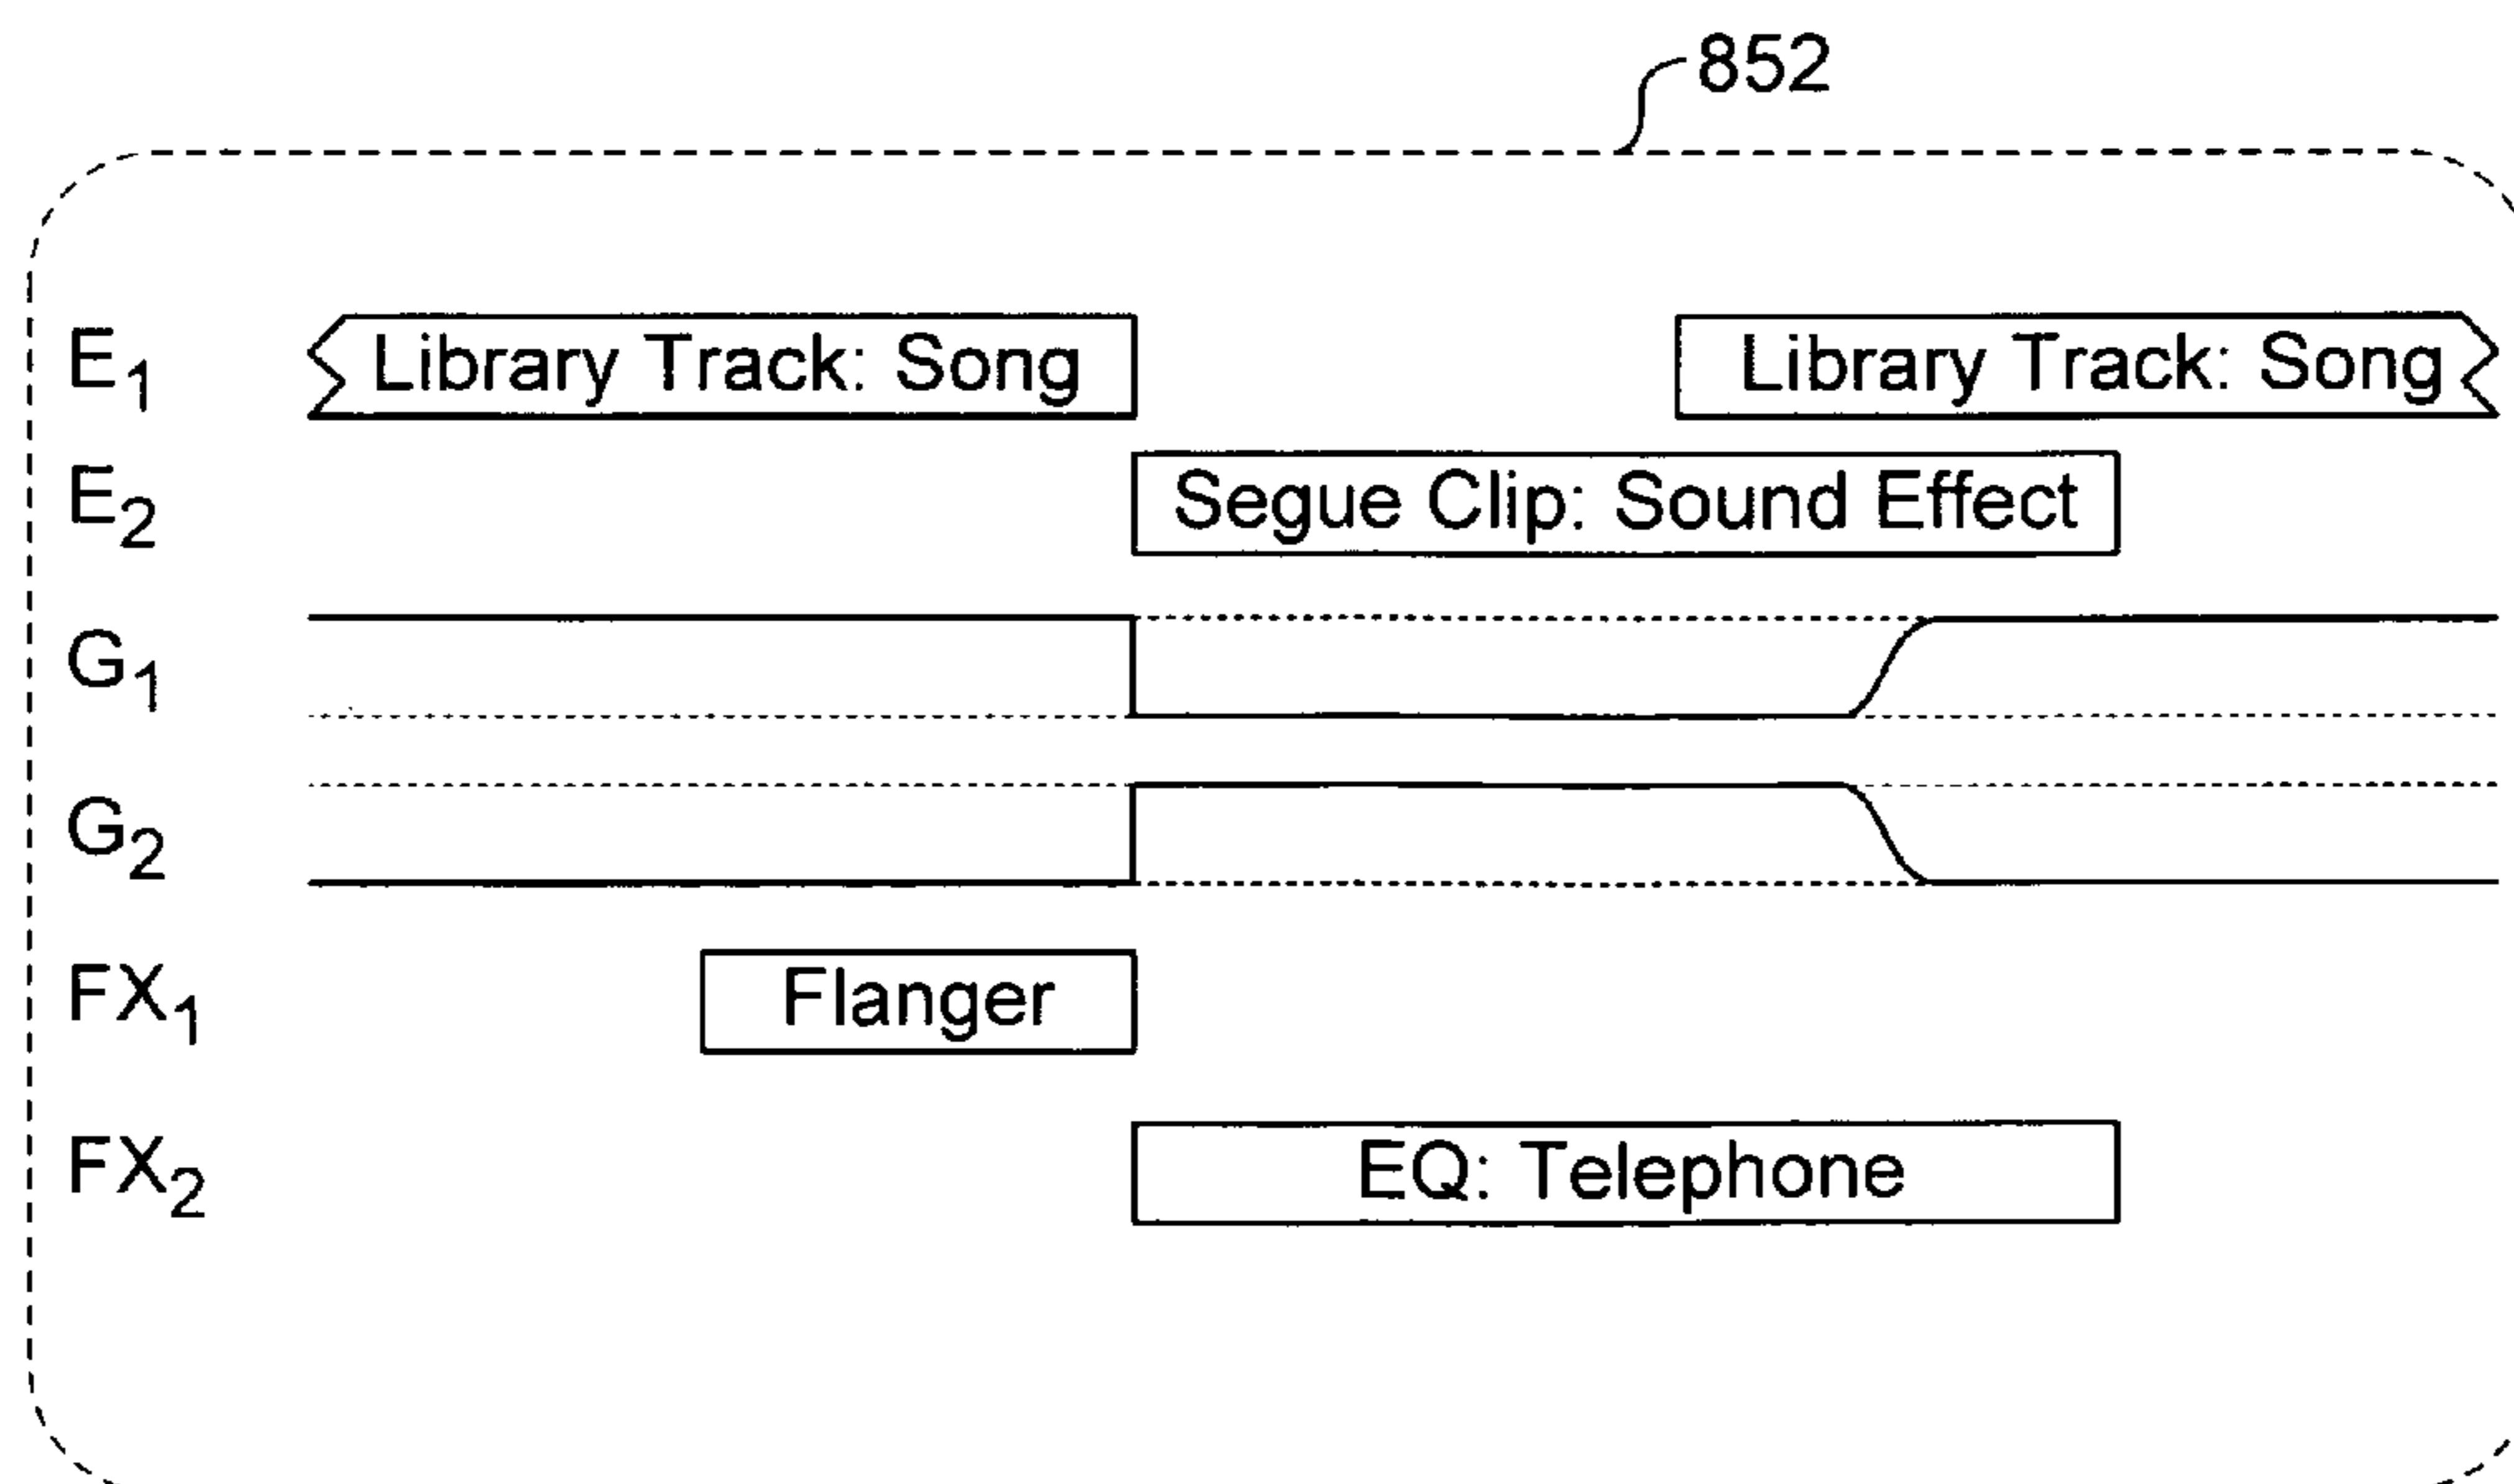 852
E1 Library Track: Song Library Track: Song
E2 Segue Clip: Sound Effect
G1
G2
FX1 Flanger
FX2 EQ: Telephone